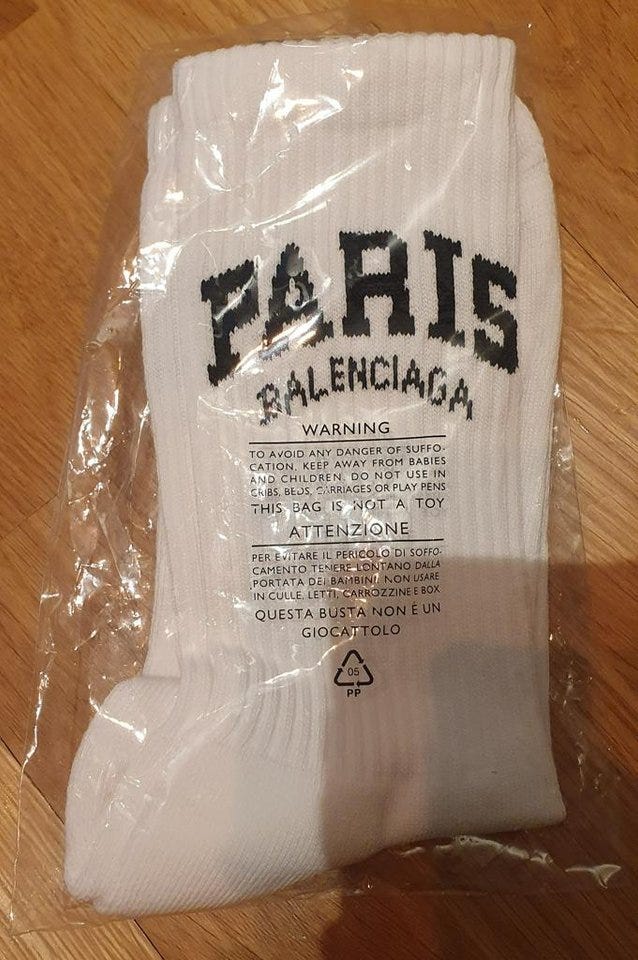 PARIS
BALENCIAGA
WARNING
TO AVOID ANY DANGER OF SUFFO-
CATION, KEEP AWAY FROM BABIES
AND CHILDREN. DO NOT USE IN
CRIBS, BEDS, CARRIAGES OR PLAY PENS
THIS BAG IS NOT A TOY
ATTENZIONE
PER EVITARE IL PERICOLO DI SOFFO-
CAMENTO TENERE LONTANO DALLA
PORTATA DEI BAMBINI. NON USARE
IN CULLE, LETTI, CARROZZINE E BOX
QUESTA BUSTA NON È UN
GIOCATTOLO
05
PP